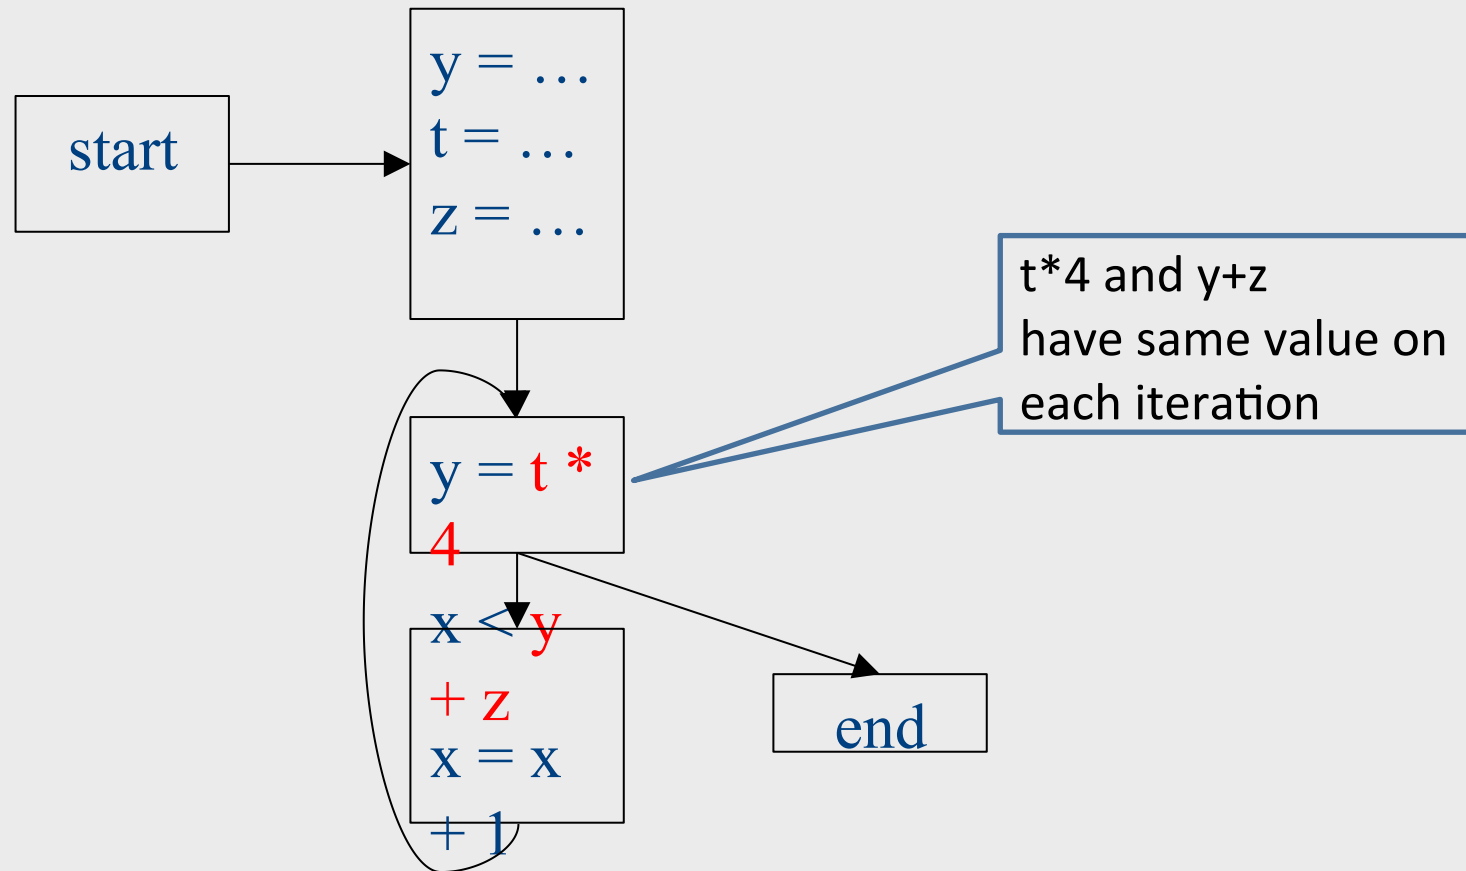 start
y = …
t = …
z = …
t*4 and y+z
have same value on
each iteration
y = t *
4
x < y
+ z
x = x
+ 1
end